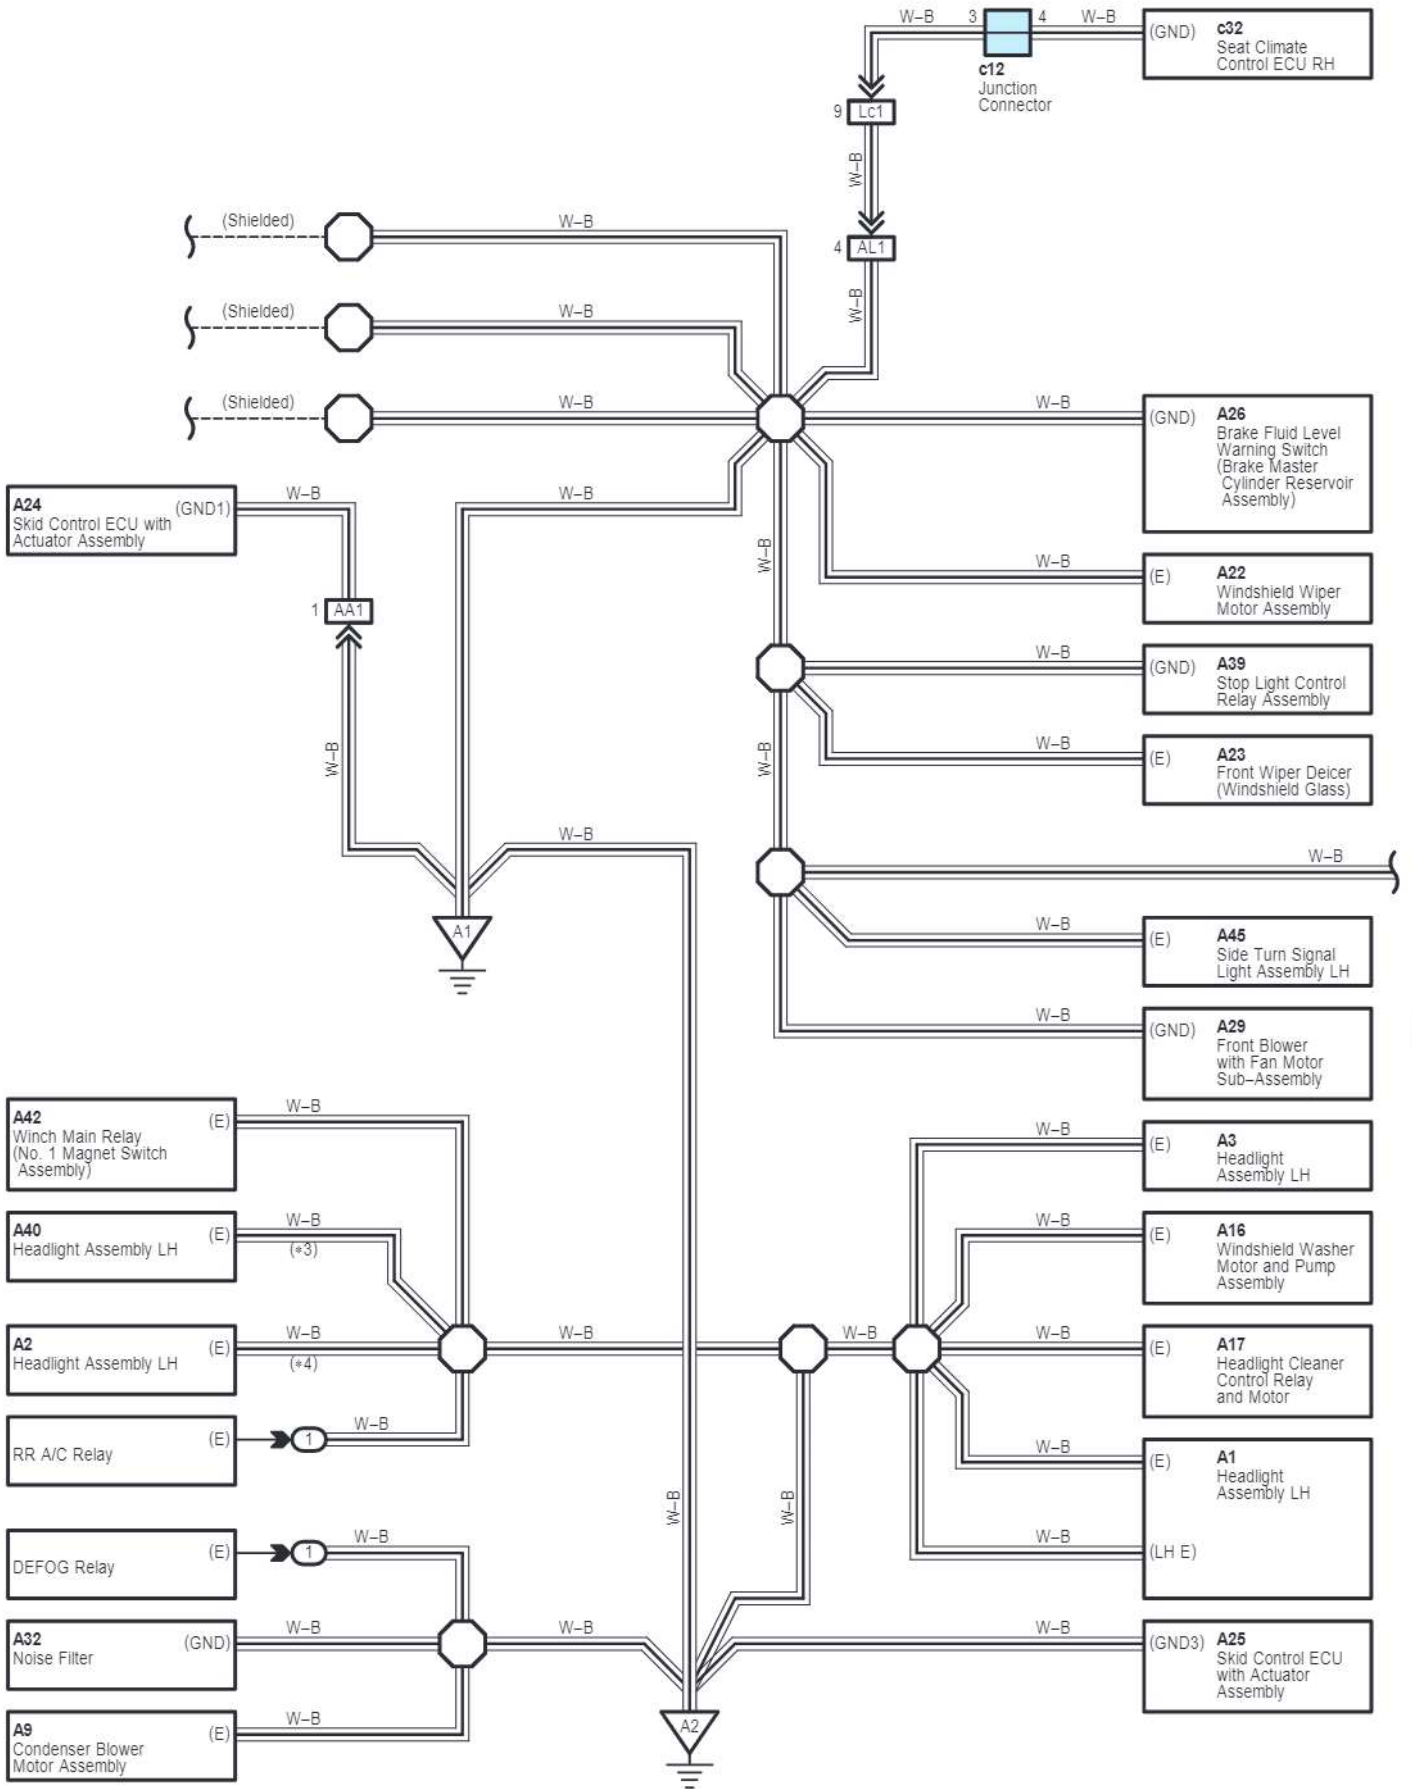 W–B
3
4
W–B
(GND)
c32
Seat Climate
Control ECU RH
c12
Junction
Connector
9
Lc1
W–B
(Shielded)
W–B
4
AL1
W–B
(Shielded)
W–B
(Shielded)
W–B
W–B
(GND)
A26
Brake Fluid Level
Warning Switch
(Brake Master
Cylinder Reservoir
Assembly)
A24
(GND1)
Skid Control ECU with
Actuator Assembly
W–B
W–B
W–B
W–B
(E)
A22
Windshield Wiper
Motor Assembly
1
AA1
W–B
(GND)
A39
Stop Light Control
Relay Assembly
W–B
W–B
W–B
(E)
A23
Front Wiper Deicer
(Windshield Glass)
W–B
W–B
A1
W–B
(E)
A45
Side Turn Signal
Light Assembly LH
W–B
(GND)
A29
Front Blower
with Fan Motor
Sub–Assembly
A42
(E)
Winch Main Relay
(No. 1 Magnet Switch
Assembly)
W–B
W–B
(E)
A3
Headlight
Assembly LH
A40
(E)
Headlight Assembly LH
W–B
(*3)
W–B
(E)
A16
Windshield Washer
Motor and Pump
Assembly
A2
(E)
Headlight Assembly LH
W–B
(*4)
W–B
W–B
W–B
(E)
A17
Headlight Cleaner
Control Relay
and Motor
RR A/C Relay
(E)
1
W–B
W–B
(E)
A1
Headlight
Assembly LH
W–B
W–B
W–B
(LH E)
DEFOG Relay
(E)
1
W–B
A32
(GND)
Noise Filter
W–B
W–B
W–B
(GND3)
A25
Skid Control ECU
with Actuator
Assembly
A9
(E)
Condenser Blower
Motor Assembly
W–B
A2